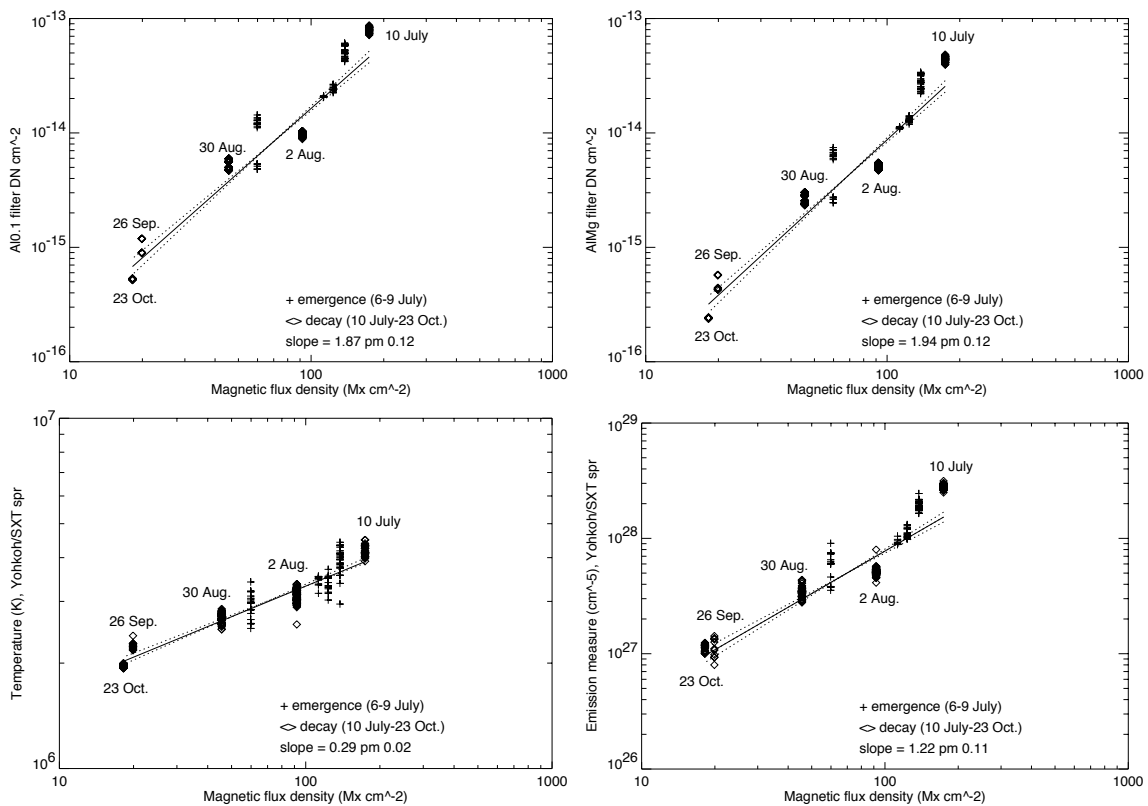 10^-13
10^-14
10^-15
10^-16
Al0.1 filter DN cm^-2
10 July
30 Aug.
2 Aug.
26 Sep.
23 Oct.
+ emergence (6-9 July)
<> decay (10 July-23 Oct.)
slope = 1.87 pm 0.12
10 100 1000
Magnetic flux density (Mx cm^-2)
10^-13
10^-14
10^-15
10^-16
AlMg filter DN cm^-2
10 July
30 Aug.
2 Aug.
26 Sep.
23 Oct.
+ emergence (6-9 July)
<> decay (10 July-23 Oct.)
slope = 1.94 pm 0.12
10 100 1000
Magnetic flux density (Mx cm^-2)
10^7
10^6
Temperature (K), Yohkoh/SXT spr
10 July
2 Aug.
30 Aug.
26 Sep.
23 Oct.
+ emergence (6-9 July)
<> decay (10 July-23 Oct.)
slope = 0.29 pm 0.02
10 100 1000
Magnetic flux density (Mx cm^-2)
10^29
10^28
10^27
10^26
Emission measure (cm^-5), Yohkoh/SXT spr
10 July
30 Aug.
2 Aug.
26 Sep.
23 Oct.
+ emergence (6-9 July)
<> decay (10 July-23 Oct.)
slope = 1.22 pm 0.11
10 100 1000
Magnetic flux density (Mx cm^-2)